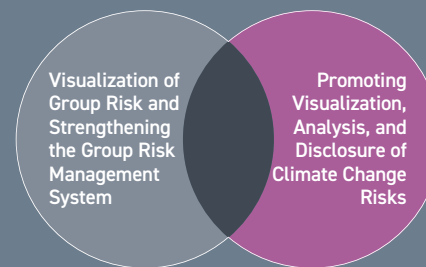 Visualization of
Group Risk and
Strengthening
the Group Risk
Management
System
Promoting
Visualization,
Analysis, and
Disclosure of
Climate Change
Risks